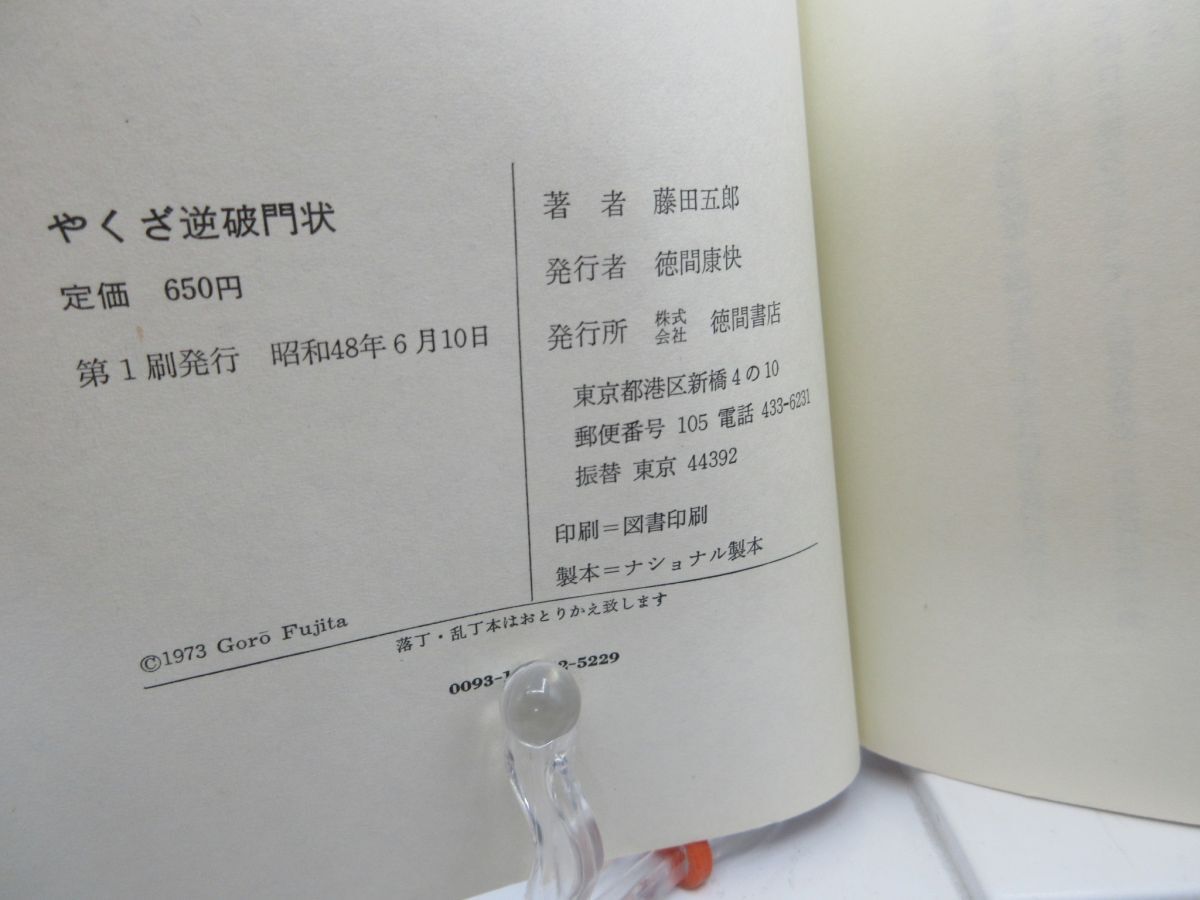 やくざ逆破門状
定価 650円
第1刷発行 昭和48年6月10日
著者 藤田五郎
発行者 徳間康快
発行所 株式会社 徳間書店
東京都港区新橋4の10
郵便番号 105 電話 433-6231
振替 東京 44392
印刷＝図書印刷
製本＝ナショナル製本
©1973 Gorō Fujita
落丁・乱丁本はおとりかえ致します
0093-1 2-5229